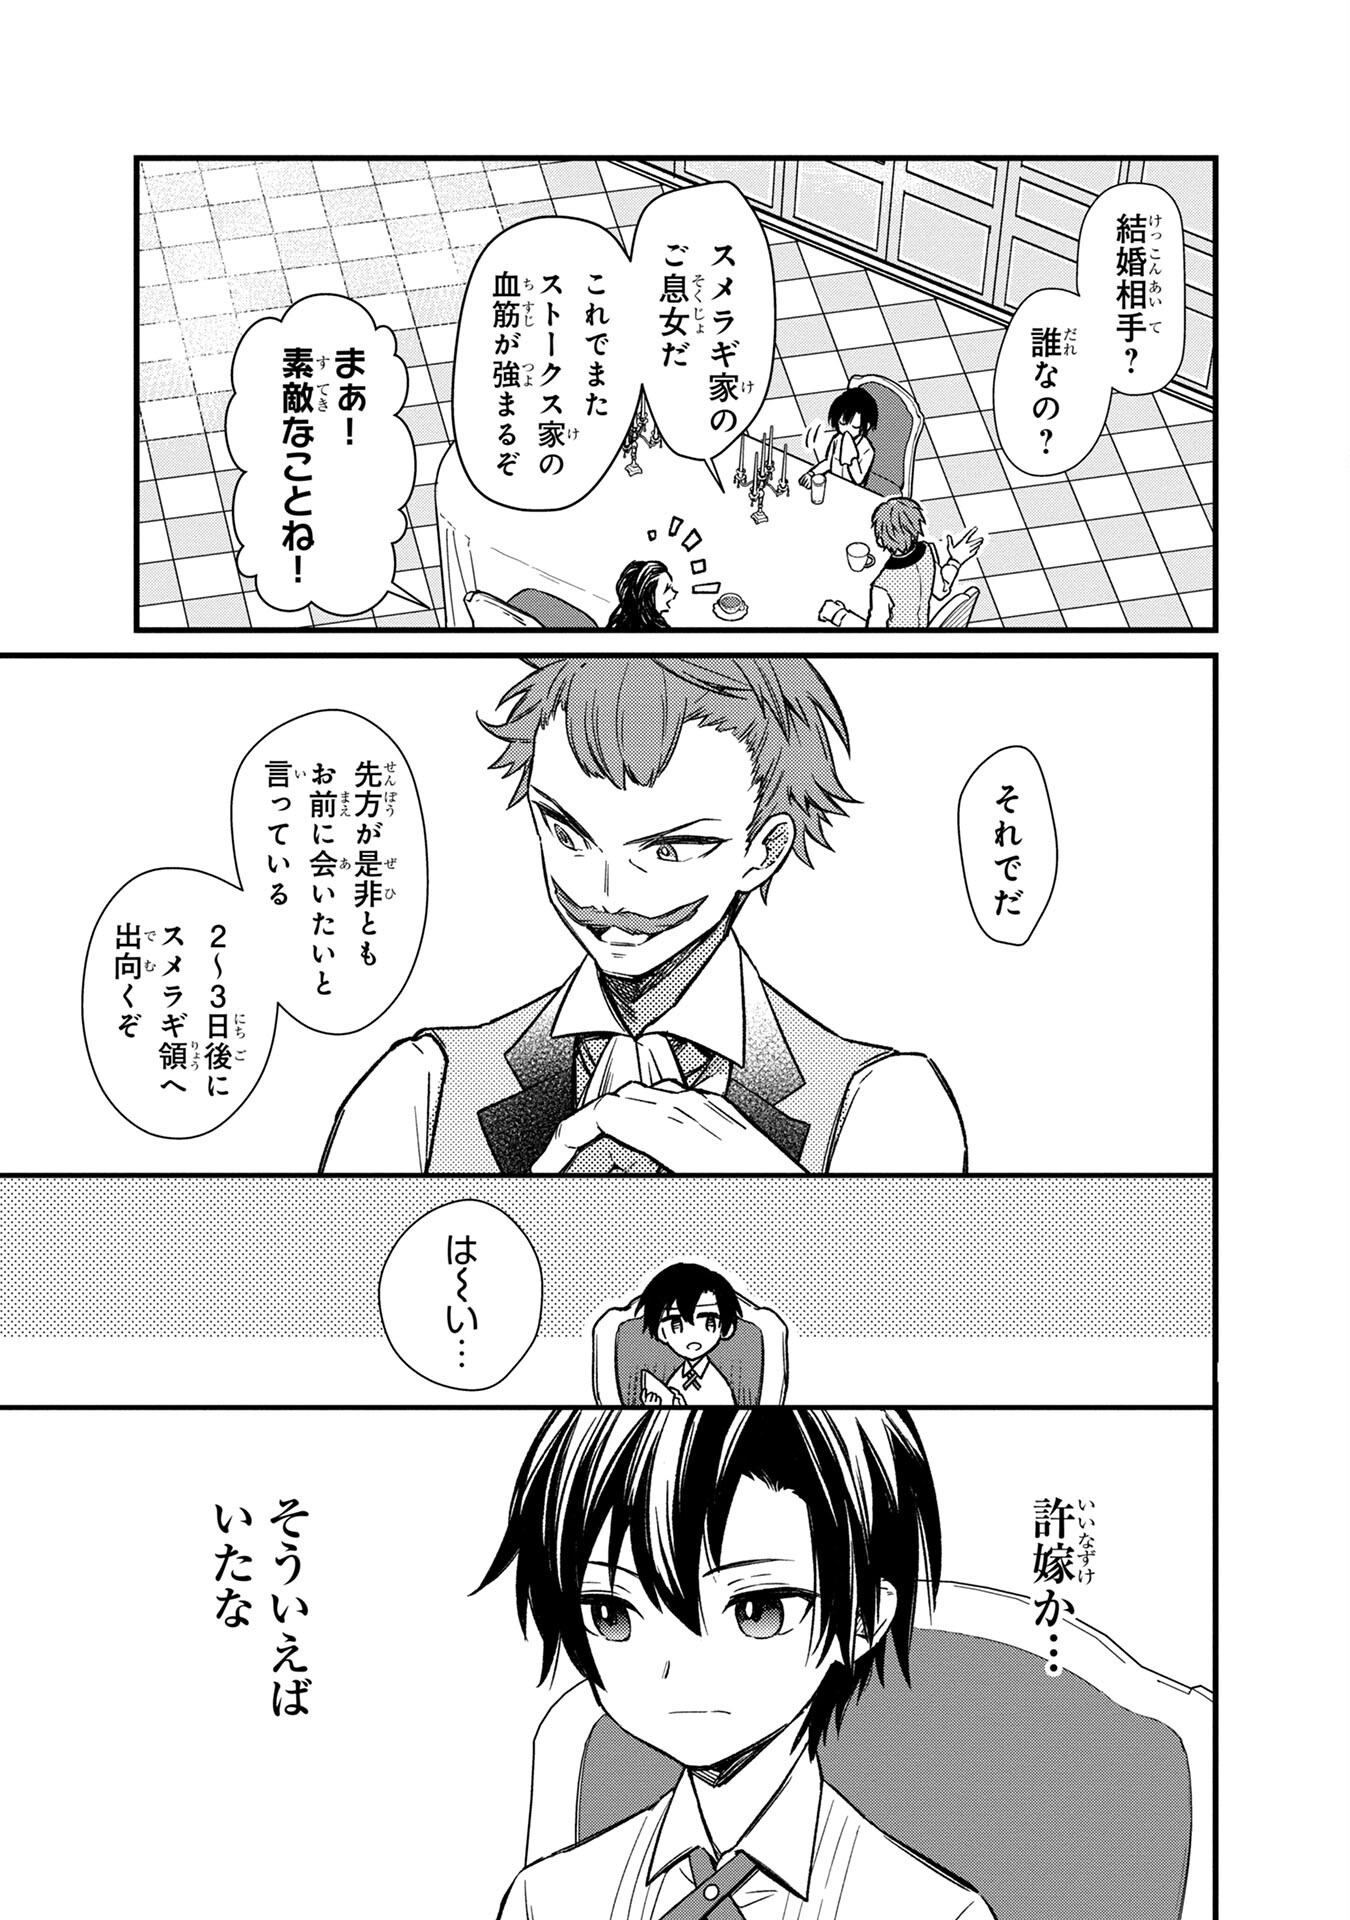 結婚相手？
誰なの？
スメラギ家の
ご息女だ
これでまた
ストークス家の
血筋が強まるぞ
まぁ！
素敵なことね！
それでだ
先方が是非とも
お前に会いたいと
言っている
2〜3日後に
スメラギ領へ
出向くぞ
は〜い…
許嫁か…
そういえば
いたな